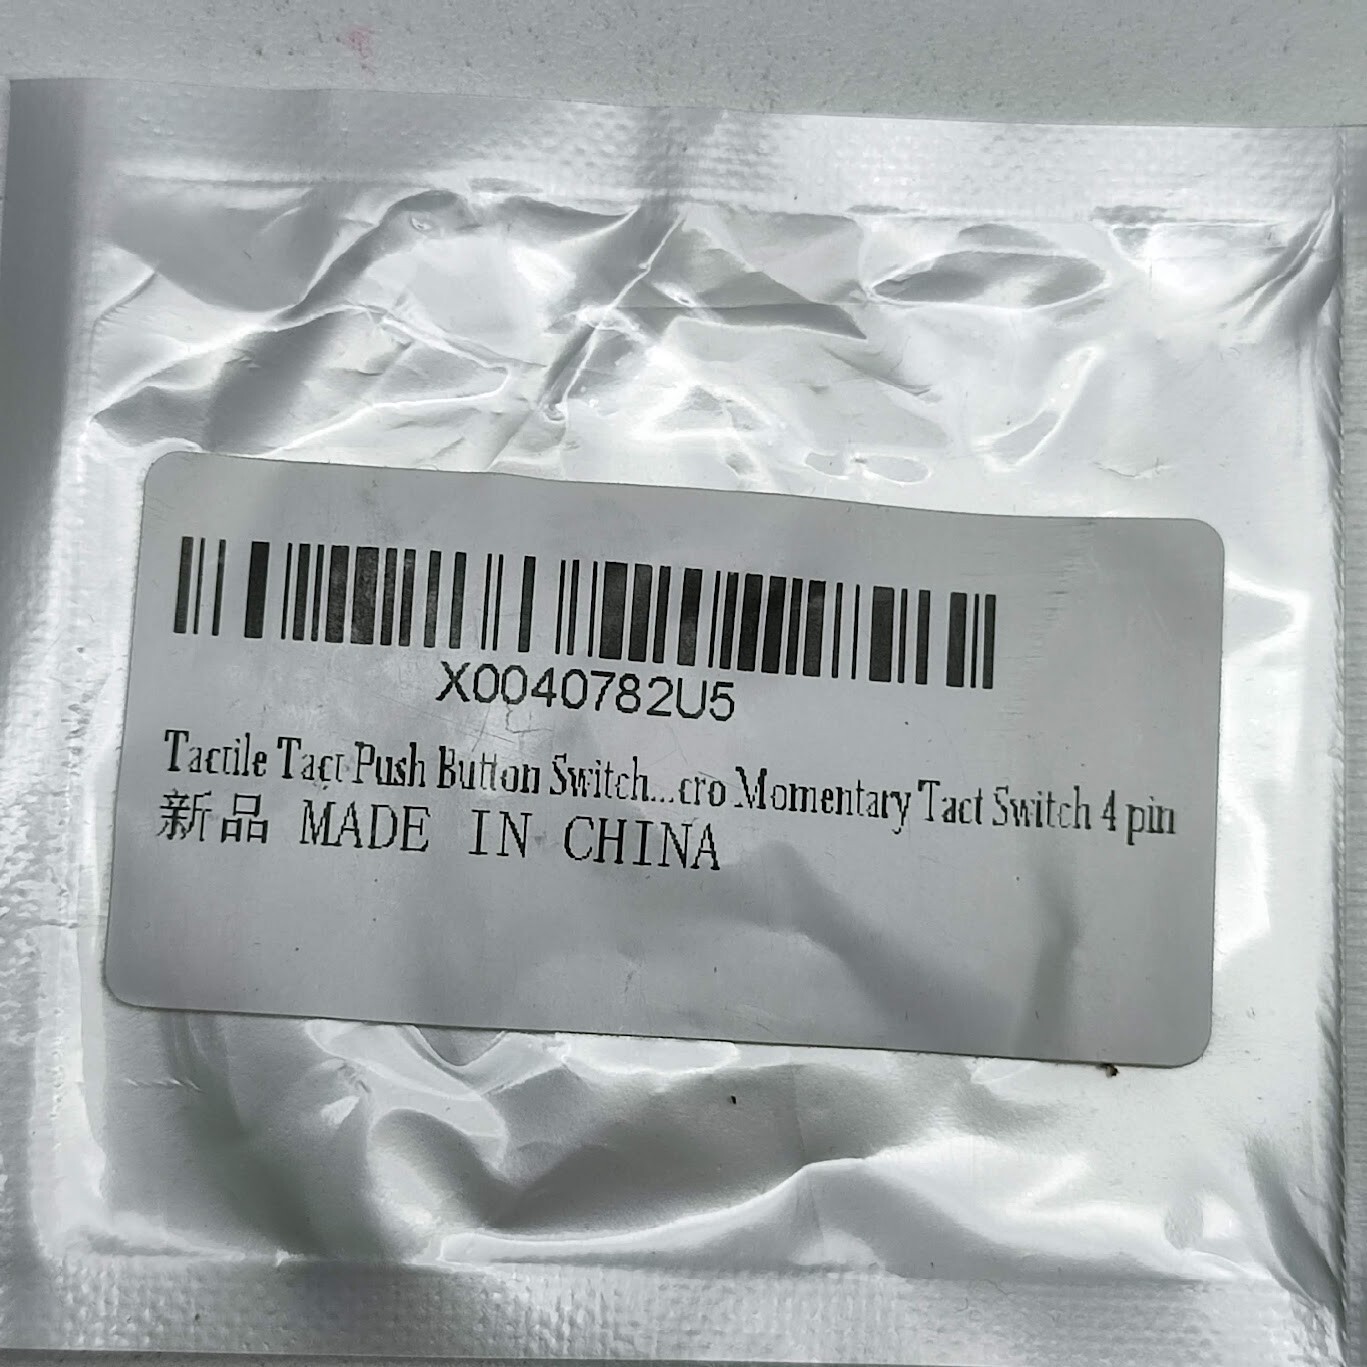 X0040782U5
Tactile Tact Push Button Switch...cro Momentary Tact Switch 4 pin
新品 MADE IN CHINA